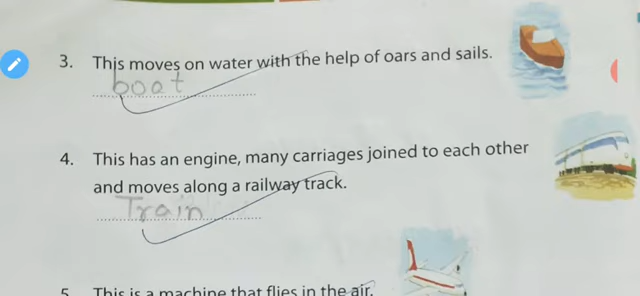 3. This moves on water with the help of oars and sails.
boat
4. This has an engine, many carriages joined to each other
and moves along a railway track.
Train
5. This is a machine that flies in the air.